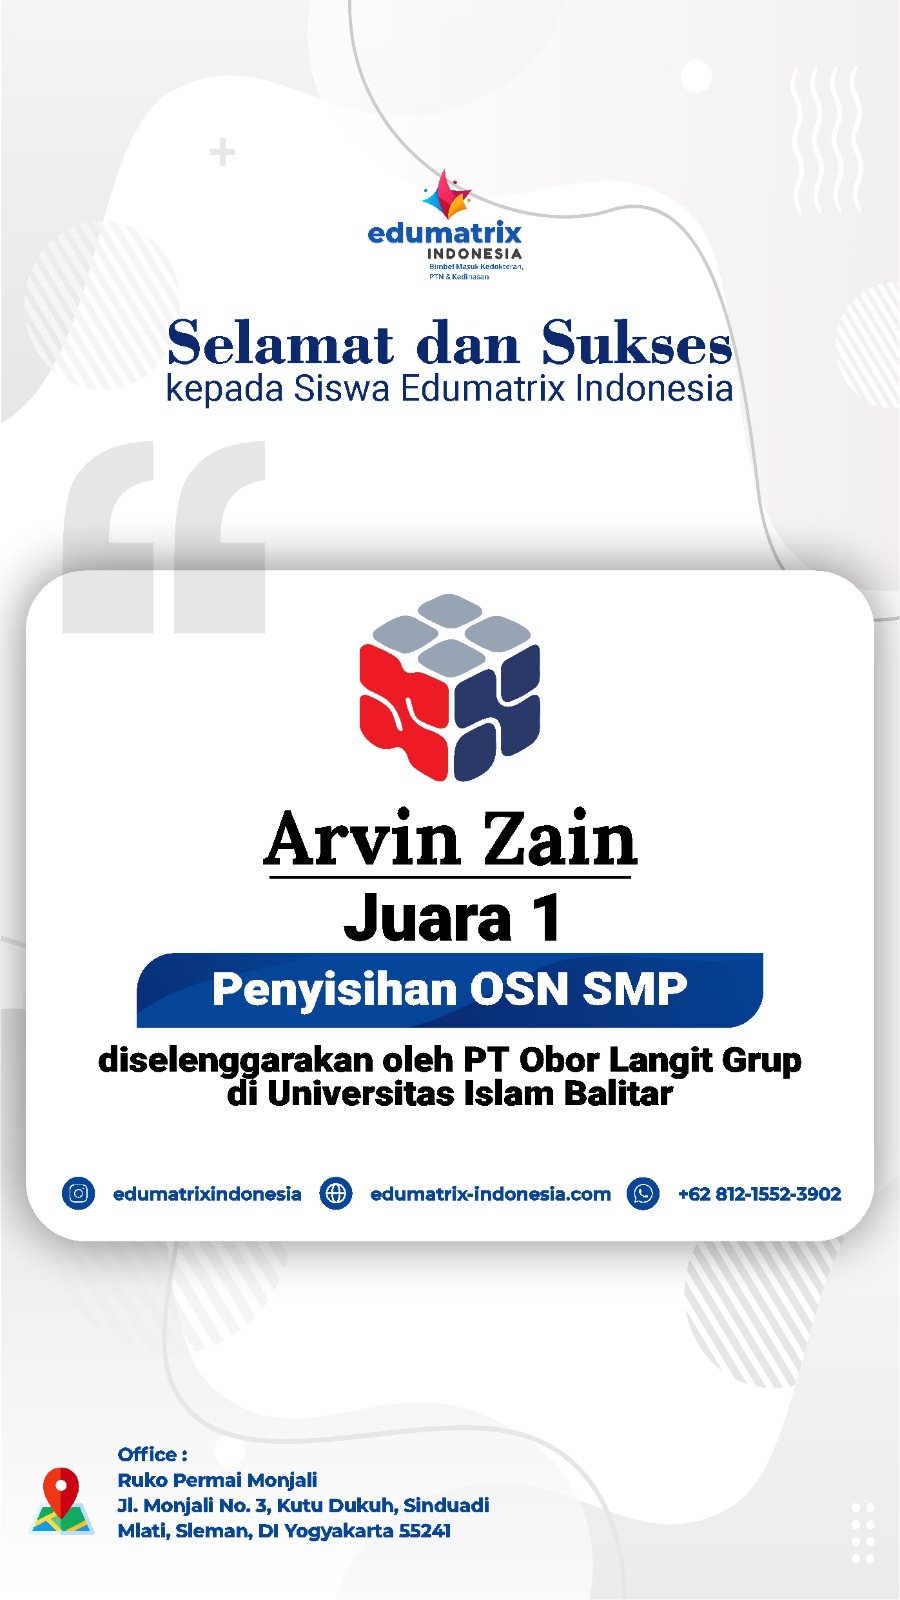 edumatrix
INDONESIA
Bimbel Masuk Kedokteran,
PTN & Kedinasan
Selamat dan Sukses
kepada Siswa Edumatrix Indonesia
Arvin Zain
Juara 1
Penyisihan OSN SMP
diselenggarakan oleh PT Obor Langit Grup
di Universitas Islam Balitar
edumatrixindonesia edumatrix-indonesia.com +62 812-1552-3902
Office :
Ruko Permai Monjali
Jl. Monjali No. 3, Kutu Dukuh, Sinduadi
Mlati, Sleman, DI Yogyakarta 55241